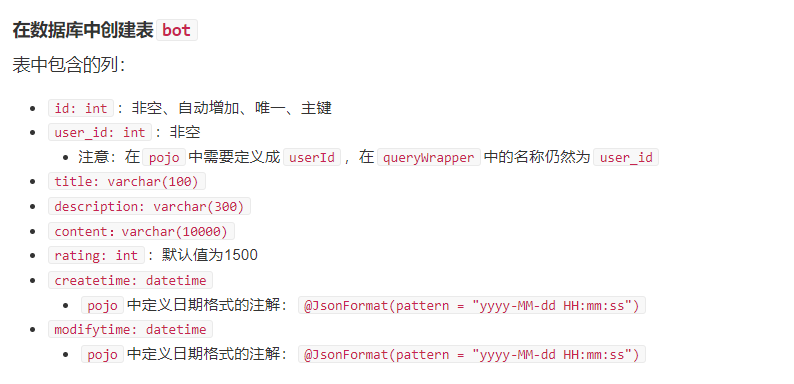 在数据库中创建表 bot
表中包含的列：
id: int：非空、自动增加、唯一、主键
user_id: int：非空
注意：在 pojo 中需要定义成 userId，在 queryWrapper 中的名称仍然为 user_id
title: varchar(100)
description: varchar(300)
content：varchar(10000)
rating: int：默认值为1500
createtime: datetime
pojo 中定义日期格式的注解：@JsonFormat(pattern = "yyyy-MM-dd HH:mm:ss")
modifytime: datetime
pojo 中定义日期格式的注解：@JsonFormat(pattern = "yyyy-MM-dd HH:mm:ss")